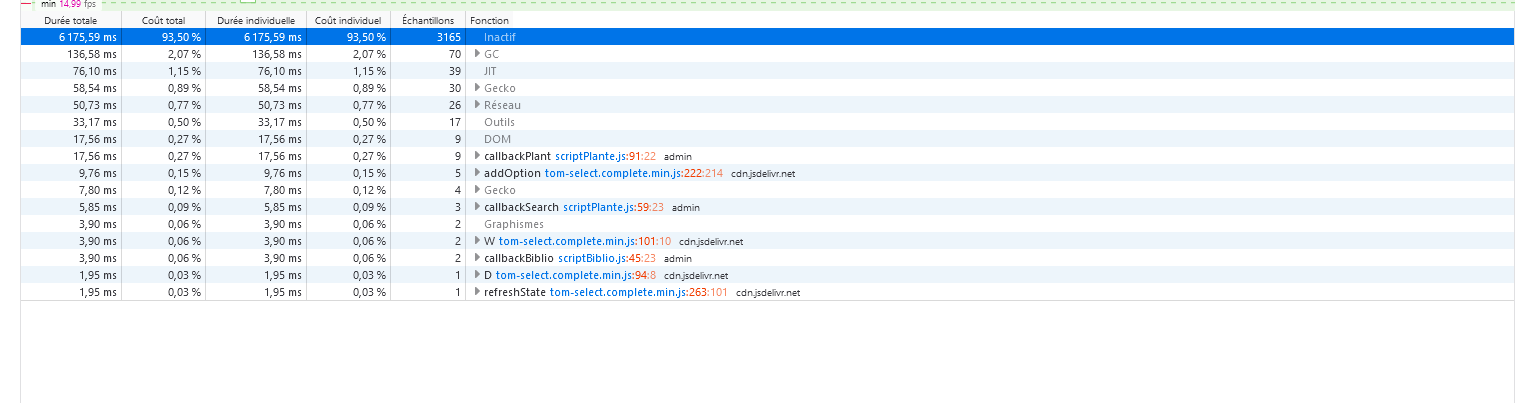 min 14,99 fps
Durée totale Coût total Durée individuelle Coût individuel Échantillons Fonction
6 175,59 ms 93,50 % 6 175,59 ms 93,50 % 3165 Inactif
136,58 ms 2,07 % 136,58 ms 2,07 % 70 GC
76,10 ms 1,15 % 76,10 ms 1,15 % 39 JIT
58,54 ms 0,89 % 58,54 ms 0,89 % 30 Gecko
50,73 ms 0,77 % 50,73 ms 0,77 % 26 Réseau
33,17 ms 0,50 % 33,17 ms 0,50 % 17 Outils
17,56 ms 0,27 % 17,56 ms 0,27 % 9 DOM
17,56 ms 0,27 % 17,56 ms 0,27 % 9 callbackPlant scriptPlante.js:91:22 admin
9,76 ms 0,15 % 9,76 ms 0,15 % 5 addOption tom-select.complete.min.js:222:214 cdn.jsdelivr.net
7,80 ms 0,12 % 7,80 ms 0,12 % 4 Gecko
5,85 ms 0,09 % 5,85 ms 0,09 % 3 callbackSearch scriptPlante.js:59:23 admin
3,90 ms 0,06 % 3,90 ms 0,06 % 2 Graphismes
3,90 ms 0,06 % 3,90 ms 0,06 % 2 W tom-select.complete.min.js:101:10 cdn.jsdelivr.net
3,90 ms 0,06 % 3,90 ms 0,06 % 2 callbackBiblio scriptBiblio.js:45:23 admin
1,95 ms 0,03 % 1,95 ms 0,03 % 1 D tom-select.complete.min.js:94:8 cdn.jsdelivr.net
1,95 ms 0,03 % 1,95 ms 0,03 % 1 refreshState tom-select.complete.min.js:263:101 cdn.jsdelivr.net